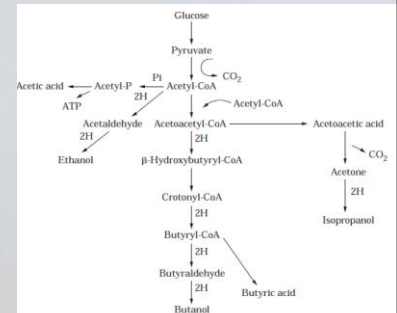 Glucose
Pyruvate
CO2
Acetic acid Acetyl-P Pi Acetyl-CoA
2H
ATP
Acetyl-CoA
Acetaldehyde Acetoacetyl-CoA Acetoacetic acid
2H 2H
CO2
Ethanol β-Hydroxybutyryl-CoA
Acetone
2H
Crotonyl-CoA
2H
Isopropanol
Butyryl-CoA
2H
Butyraldehyde
2H
Butyric acid
Butanol